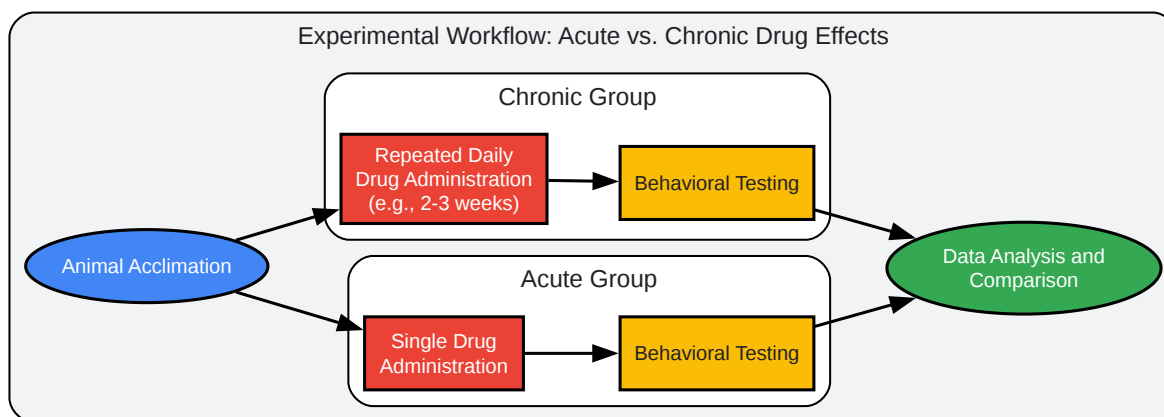 Experimental Workflow: Acute vs. Chronic Drug Effects
Chronic Group
Repeated Daily
Drug Administration
(e.g., 2-3 weeks)
Behavioral Testing
Animal Acclimation
Data Analysis and
Comparison
Acute Group
Single Drug
Administration
Behavioral Testing